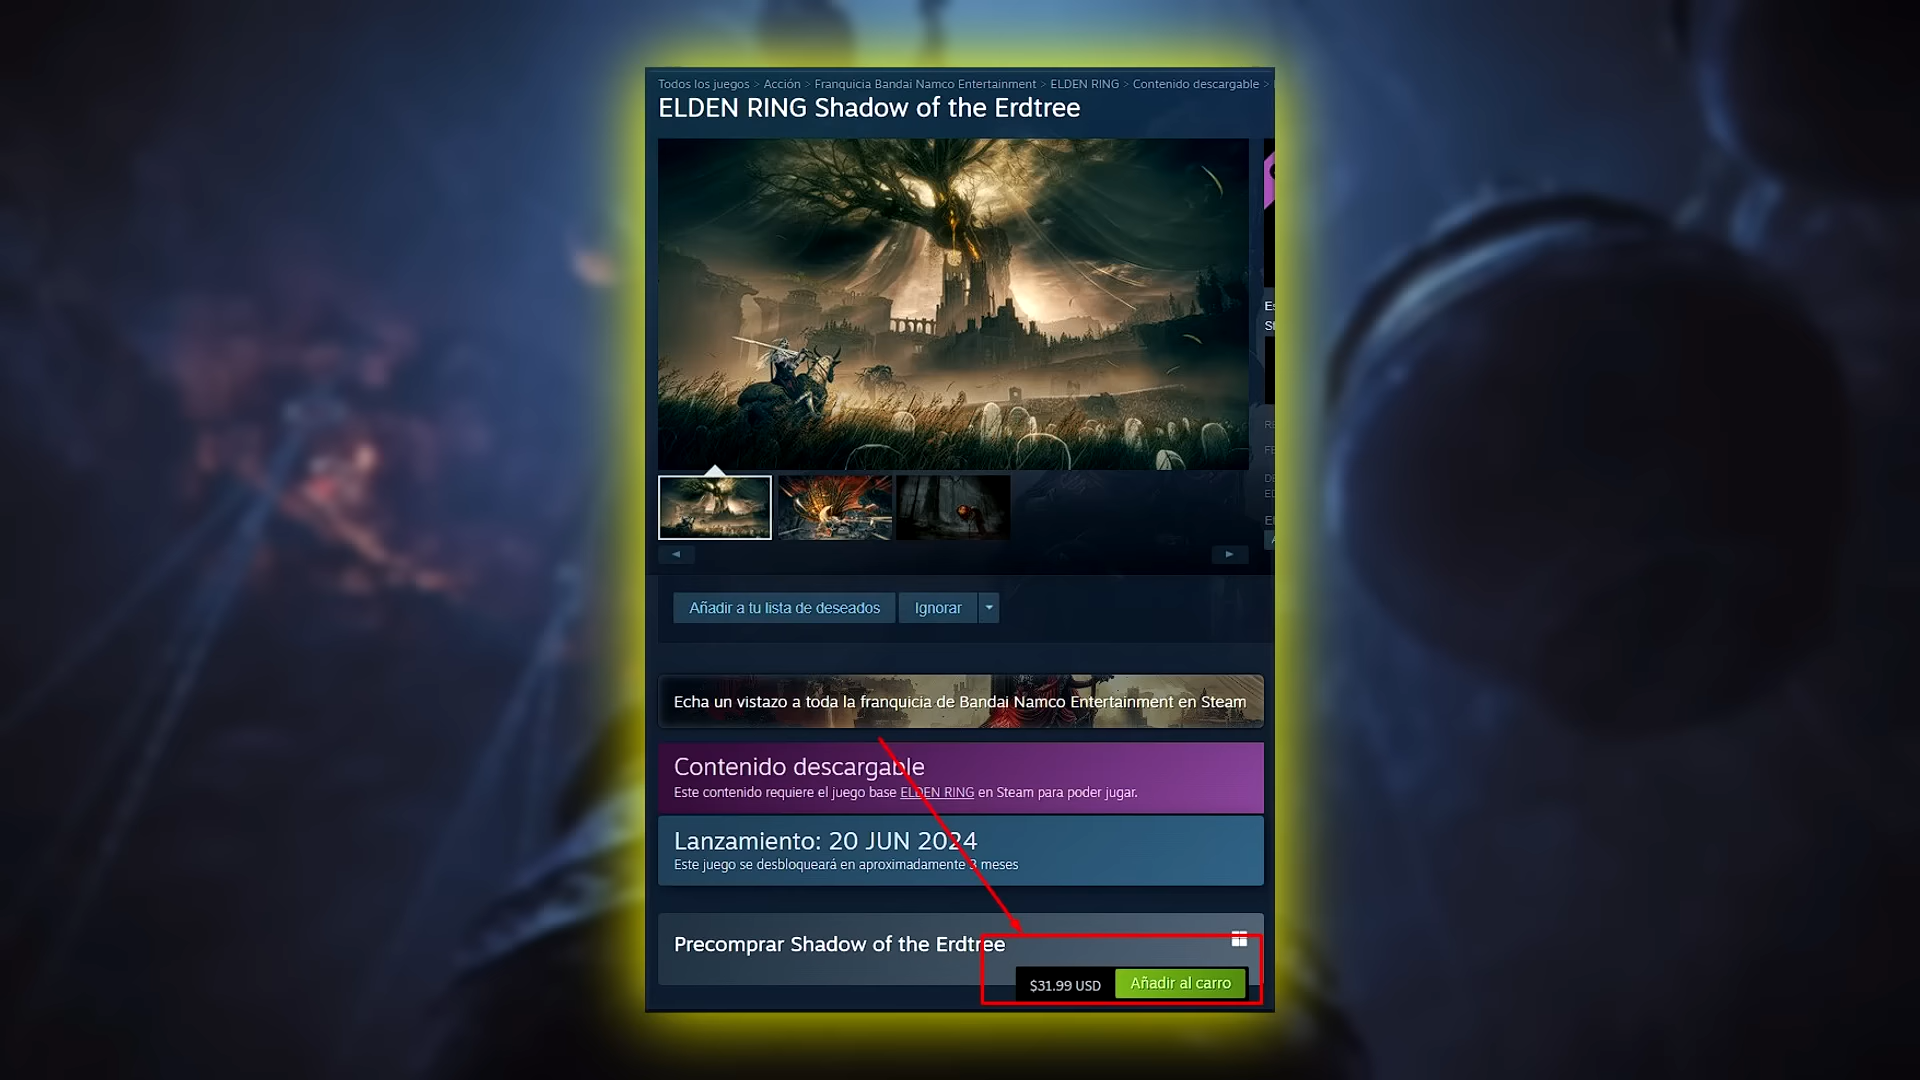 Todos los juegos > Acción > Franquicia Bandai Namco Entertainment > ELDEN RING > Contenido descargable >
ELDEN RING Shadow of the Erdtree
Añadir a tu lista de deseados
Ignorar
Echa un vistazo a toda la franquicia de Bandai Namco Entertainment en Steam
Contenido descargable
Este contenido requiere el juego base ELDEN RING en Steam para poder jugar.
Lanzamiento: 20 JUN 2024
Este juego se desbloqueará en aproximadamente 3 meses
Precomprar Shadow of the Erdtree
$31.99 USD
Añadir al carro